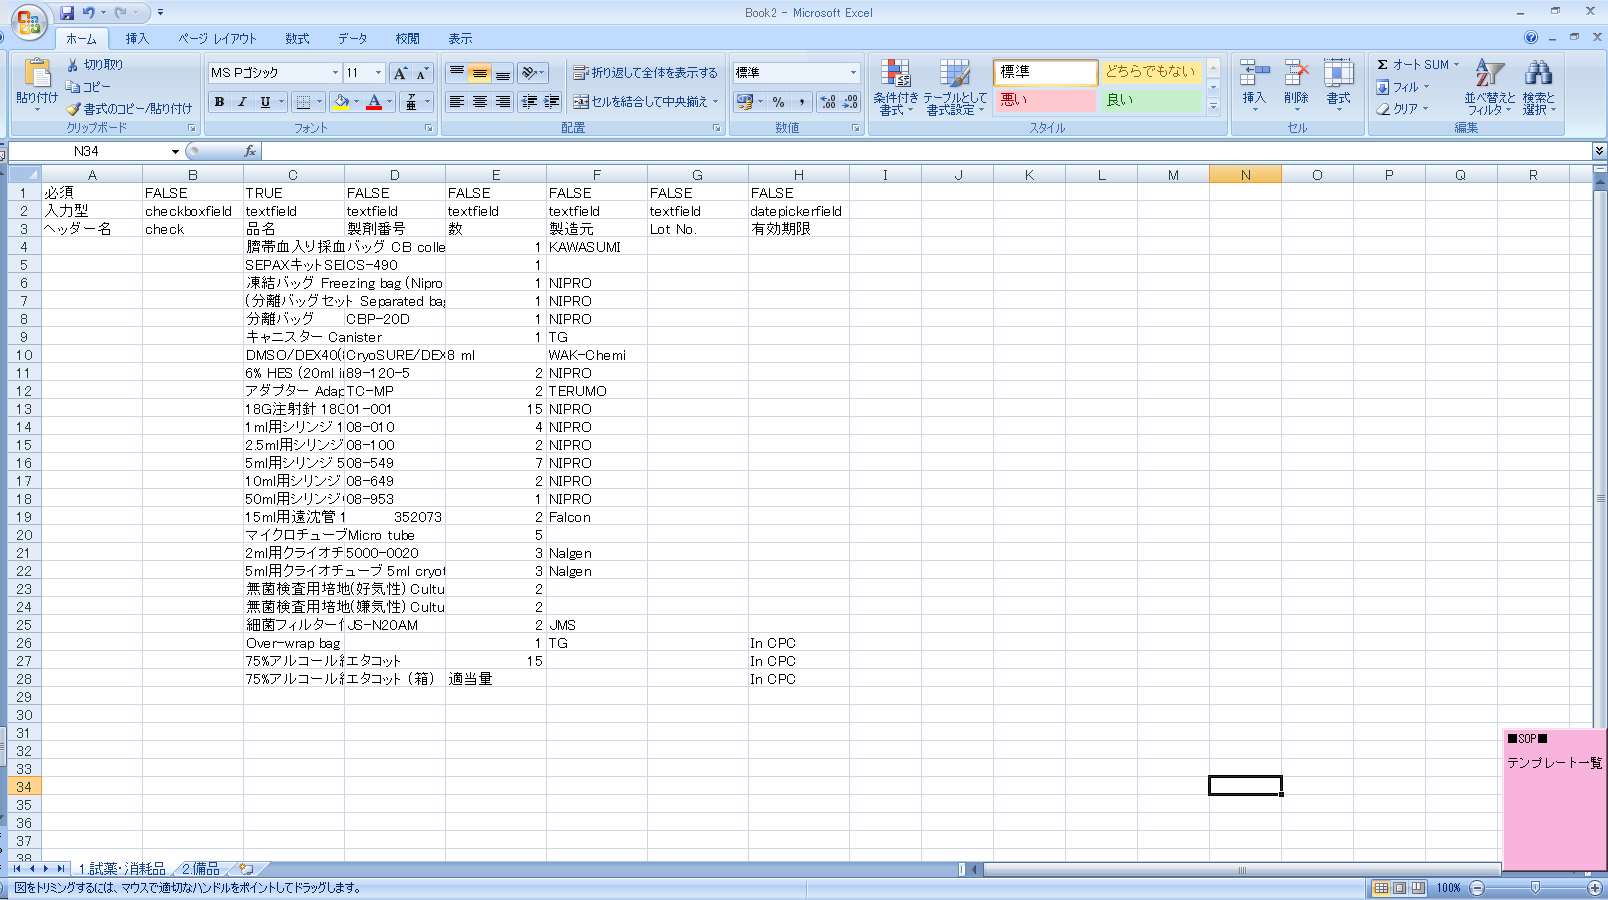 Book2 - Microsoft Excel
ホーム 挿入 ページ レイアウト 数式 データ 校閲 表示
貼り付け 切り取り コピー 書式のコピー/貼り付け クリップボード
MS Pゴシック 11 B I U フォント
折り返して全体を表示する セルを結合して中央揃え 配置
標準 % , 数値
条件付き書式 テーブルとして書式設定 標準 どちらでもない 悪い 良い スタイル
挿入 削除 書式 セル
Σ オート SUM フィル クリア 並べ替えとフィルタ 検索と選択 編集
N34 fx
A B C D E F G H I J K L M N O P Q R
1 必須 FALSE TRUE FALSE FALSE FALSE FALSE FALSE
2 入力型 checkboxfield textfield textfield textfield textfield textfield datepickerfield
3 ヘッダー名 check 品名 製剤番号 数 製造元 Lot No. 有効期限
4 臍帯血入り採血バッグ CB colle 1 KAWASUMI
5 SEPAXキットSE CS-490 1
6 凍結バッグ Freezing bag (Nipro 1 NIPRO
7 (分離バッグセット Separated bag 1 NIPRO
8 分離バッグ CBP-20D 1 NIPRO
9 キャニスター Canister 1 TG
10 DMSO/DEX40( CryoSURE/DEX 8 ml WAK-Chemi
11 6% HES (20ml i 89-120-5 2 NIPRO
12 アダプター Adap TC-MP 2 TERUMO
13 18G注射針 18G 01-001 15 NIPRO
14 1ml用シリンジ 1 08-010 4 NIPRO
15 2.5ml用シリンジ 08-100 2 NIPRO
16 5ml用シリンジ 5 08-549 7 NIPRO
17 10ml用シリンジ 08-649 2 NIPRO
18 50ml用シリンジ 08-953 1 NIPRO
19 15ml用遠沈管 1 352073 2 Falcon
20 マイクロチューブ Micro tube 5
21 2ml用クライオチ 5000-0020 3 Nalgen
22 5ml用クライオチューブ 5ml cryot 3 Nalgen
23 無菌検査用培地(好気性) Cultu 2
24 無菌検査用培地(嫌気性) Cultu 2
25 細菌フィルター付 JS-N20AM 2 JMS
26 Over-wrap bag 1 TG In CPC
27 75%アルコール エタコット 15 In CPC
28 75%アルコール エタコット（箱） 適当量 In CPC
29
30
31
32
33
34
35
36
37
38
■SOP■
テンプレート一覧
1.試薬・消耗品 2.備品
図をトリミングするには、マウスで適切なハンドルをポイントしてドラッグします。 100%